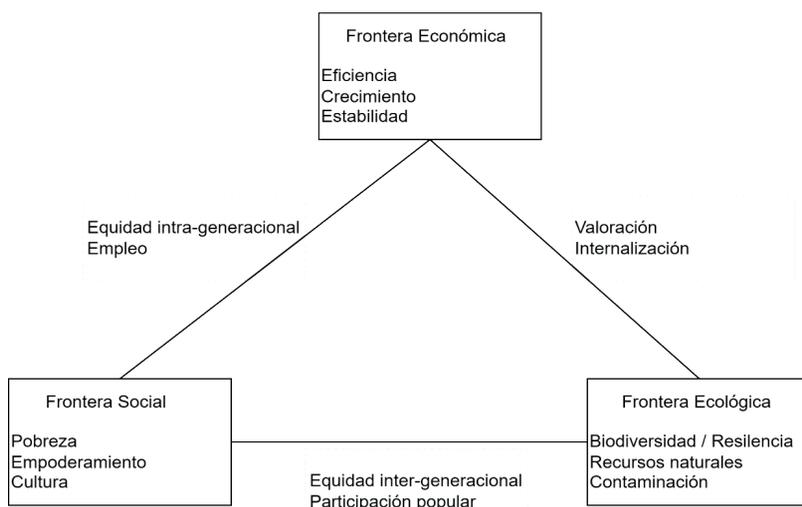 Frontera Económica
Eficiencia
Crecimiento
Estabilidad
Equidad intra-generacional
Empleo
Valoración
Internalización
Frontera Social
Pobreza
Empoderamiento
Cultura
Frontera Ecológica
Biodiversidad / Resilencia
Recursos naturales
Contaminación
Equidad inter-generacional
Participación popular